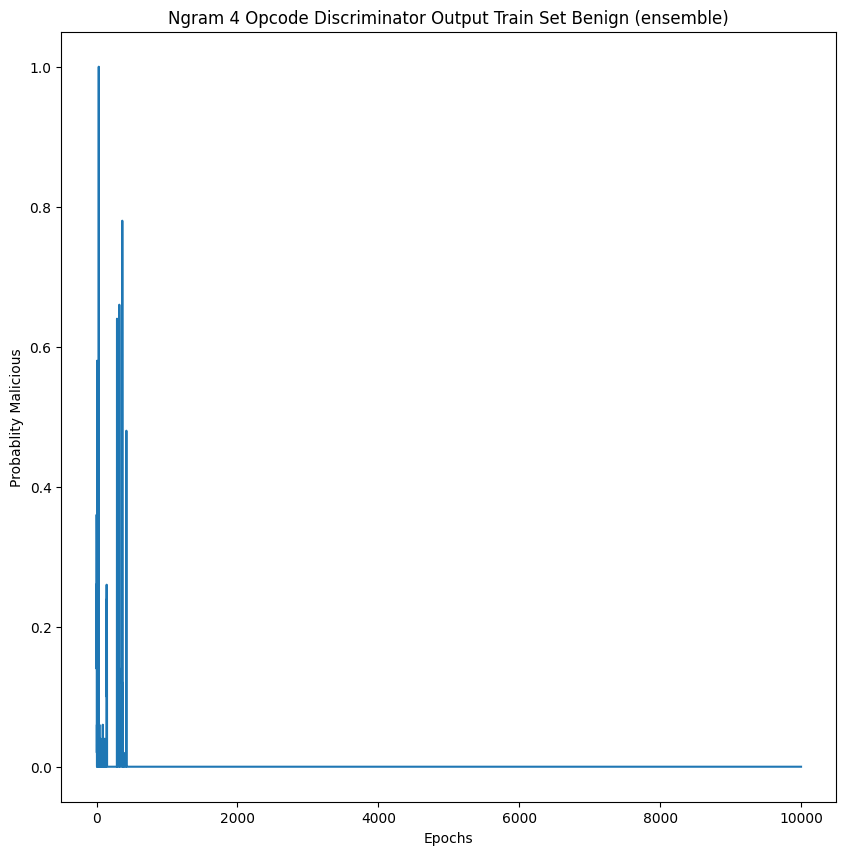 Ngram 4 Opcode Discriminator Output Train Set Benign (ensemble)
1.0
0.8
0.6
0.4
0.2
0.0
Probablity Malicious
0 2000 4000 6000 8000 10000
Epochs